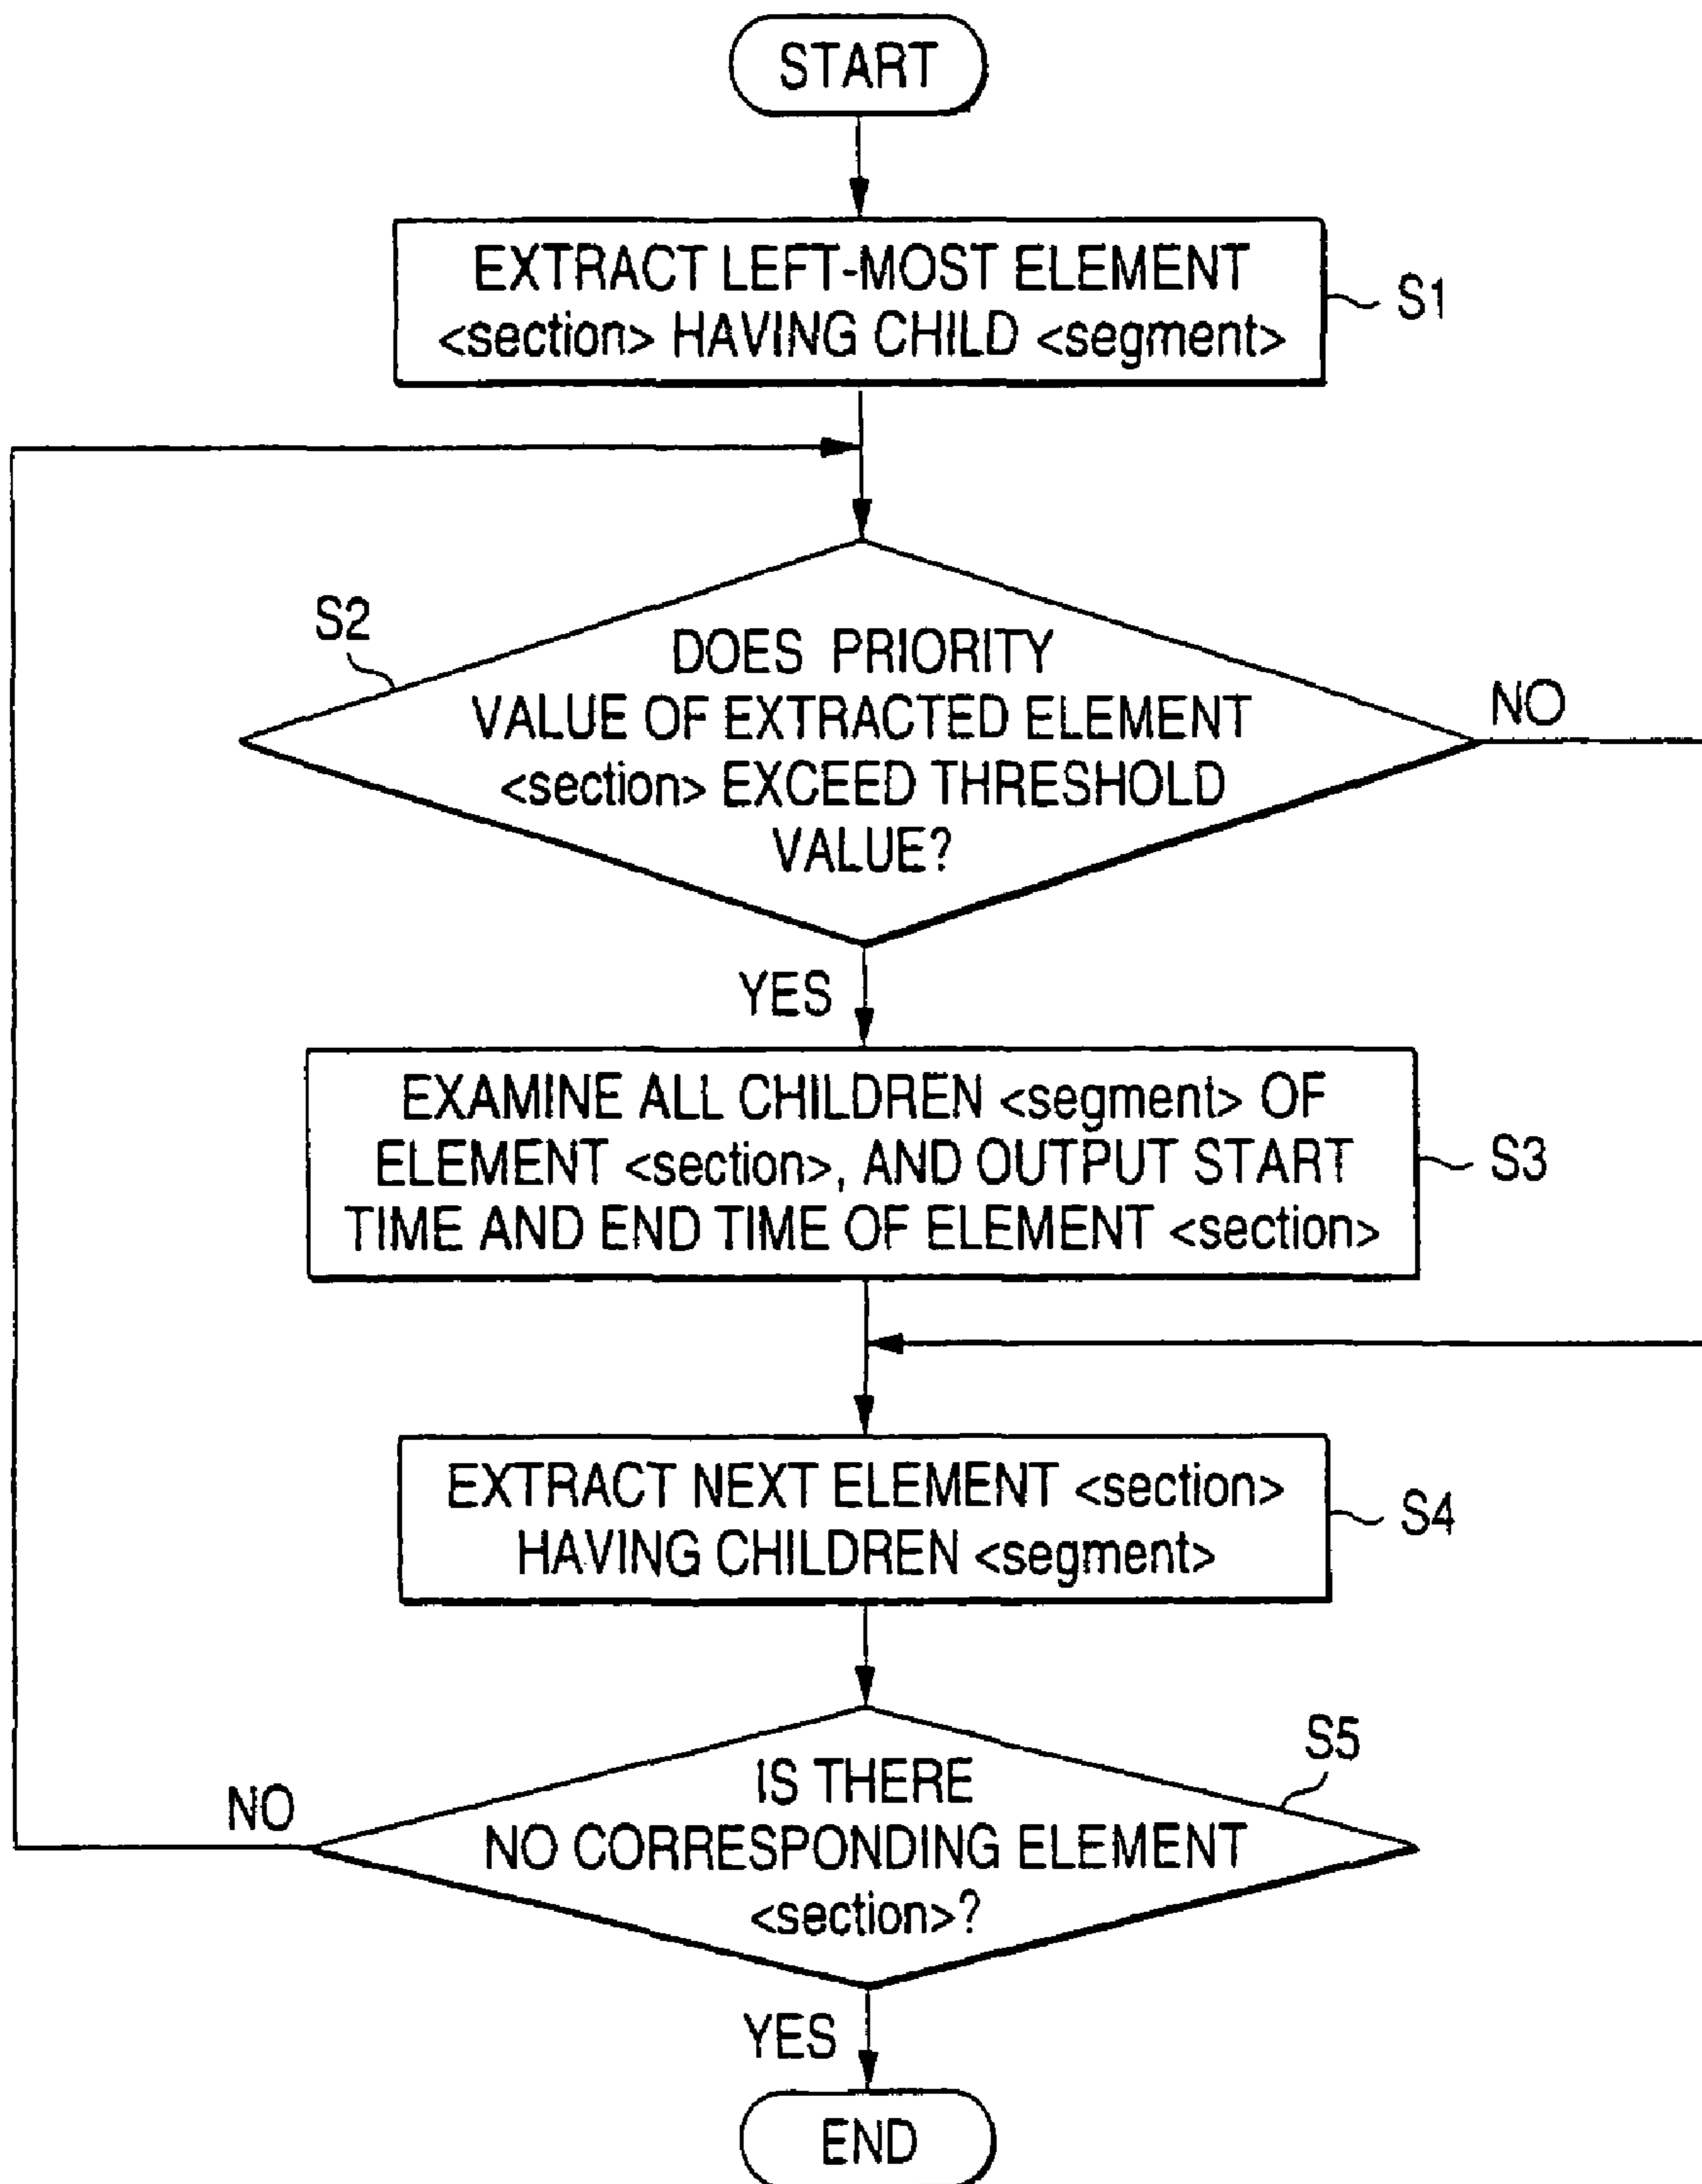 START
EXTRACT LEFT-MOST ELEMENT
<section> HAVING CHILD <segment>
S1
S2
DOES PRIORITY
VALUE OF EXTRACTED ELEMENT
<section> EXCEED THRESHOLD
VALUE?
NO
YES
EXAMINE ALL CHILDREN <segment> OF
ELEMENT <section>, AND OUTPUT START
TIME AND END TIME OF ELEMENT <section>
S3
EXTRACT NEXT ELEMENT <section>
HAVING CHILDREN <segment>
S4
S5
IS THERE
NO CORRESPONDING ELEMENT
<section>?
NO
YES
END